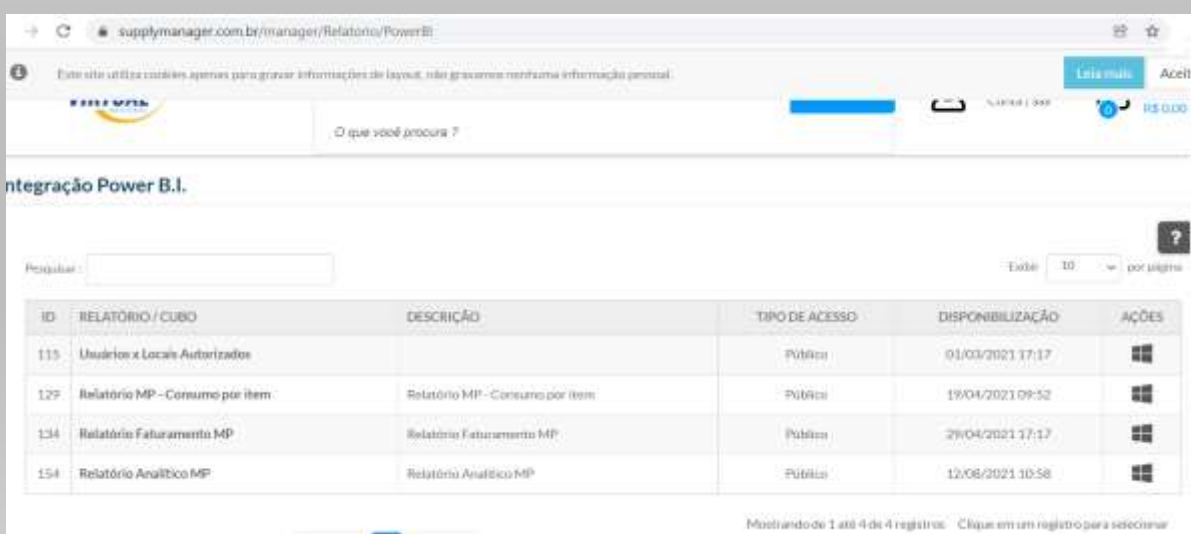 supplymanager.com.br/manager/Relatorio/PowerBI
Este site utiliza cookies apenas para gravar informações de layout, não gravamos nenhuma informação pessoal.
Leia mais
Aceit
VIRTUAL
0
R$ 0,00
O que você procura ?
ntegração Power B.I.
?
Pesquisar :
Exibir 10 por página
ID RELATÓRIO / CUBO DESCRIÇÃO TIPO DE ACESSO DISPONIBILIZAÇÃO AÇÕES
115 Usuários x Locais Autorizados Público 01/03/2021 17:17
129 Relatório MP - Consumo por item Relatório MP - Consumo por item Público 19/04/2021 09:52
134 Relatório Faturamento MP Relatório Faturamento MP Público 29/04/2021 17:17
154 Relatório Analítico MP Relatório Analítico MP Público 12/08/2021 10:58
Mostrando de 1 até 4 de 4 registros Clique em um registro para selecionar